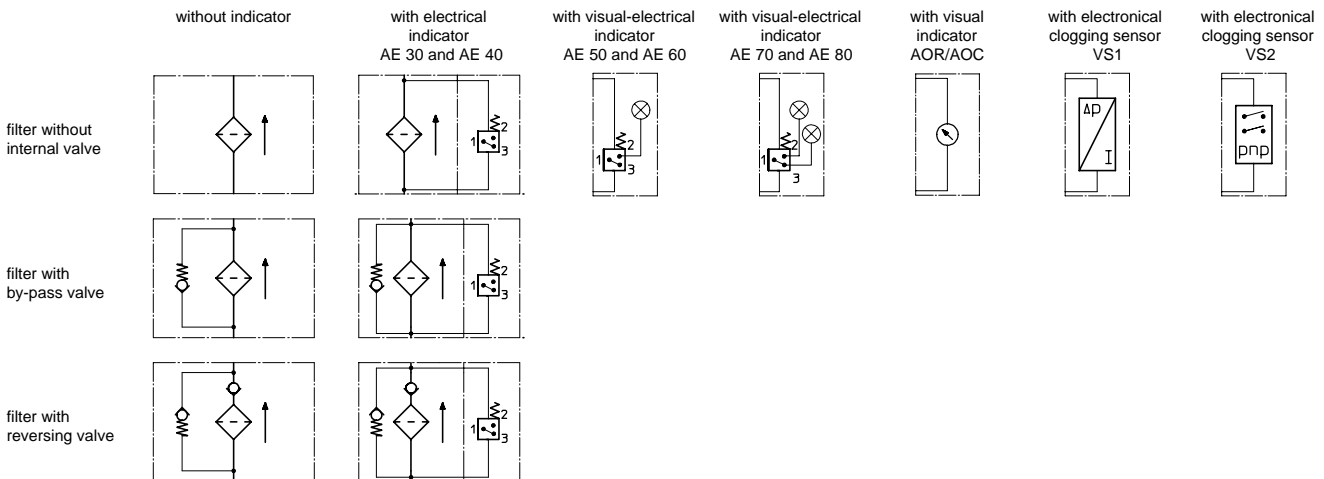 without indicator
with electrical
indicator
AE 30 and AE 40
with visual-electrical
indicator
AE 50 and AE 60
with visual-electrical
indicator
AE 70 and AE 80
with visual
indicator
AOR/AOC
with electronical
clogging sensor
VS1
with electronical
clogging sensor
VS2
filter without
internal valve
1
2
3
1
2
3
1
2
3
Δp
I
pnp
filter with
by-pass valve
1
2
3
filter with
reversing valve
1
2
3